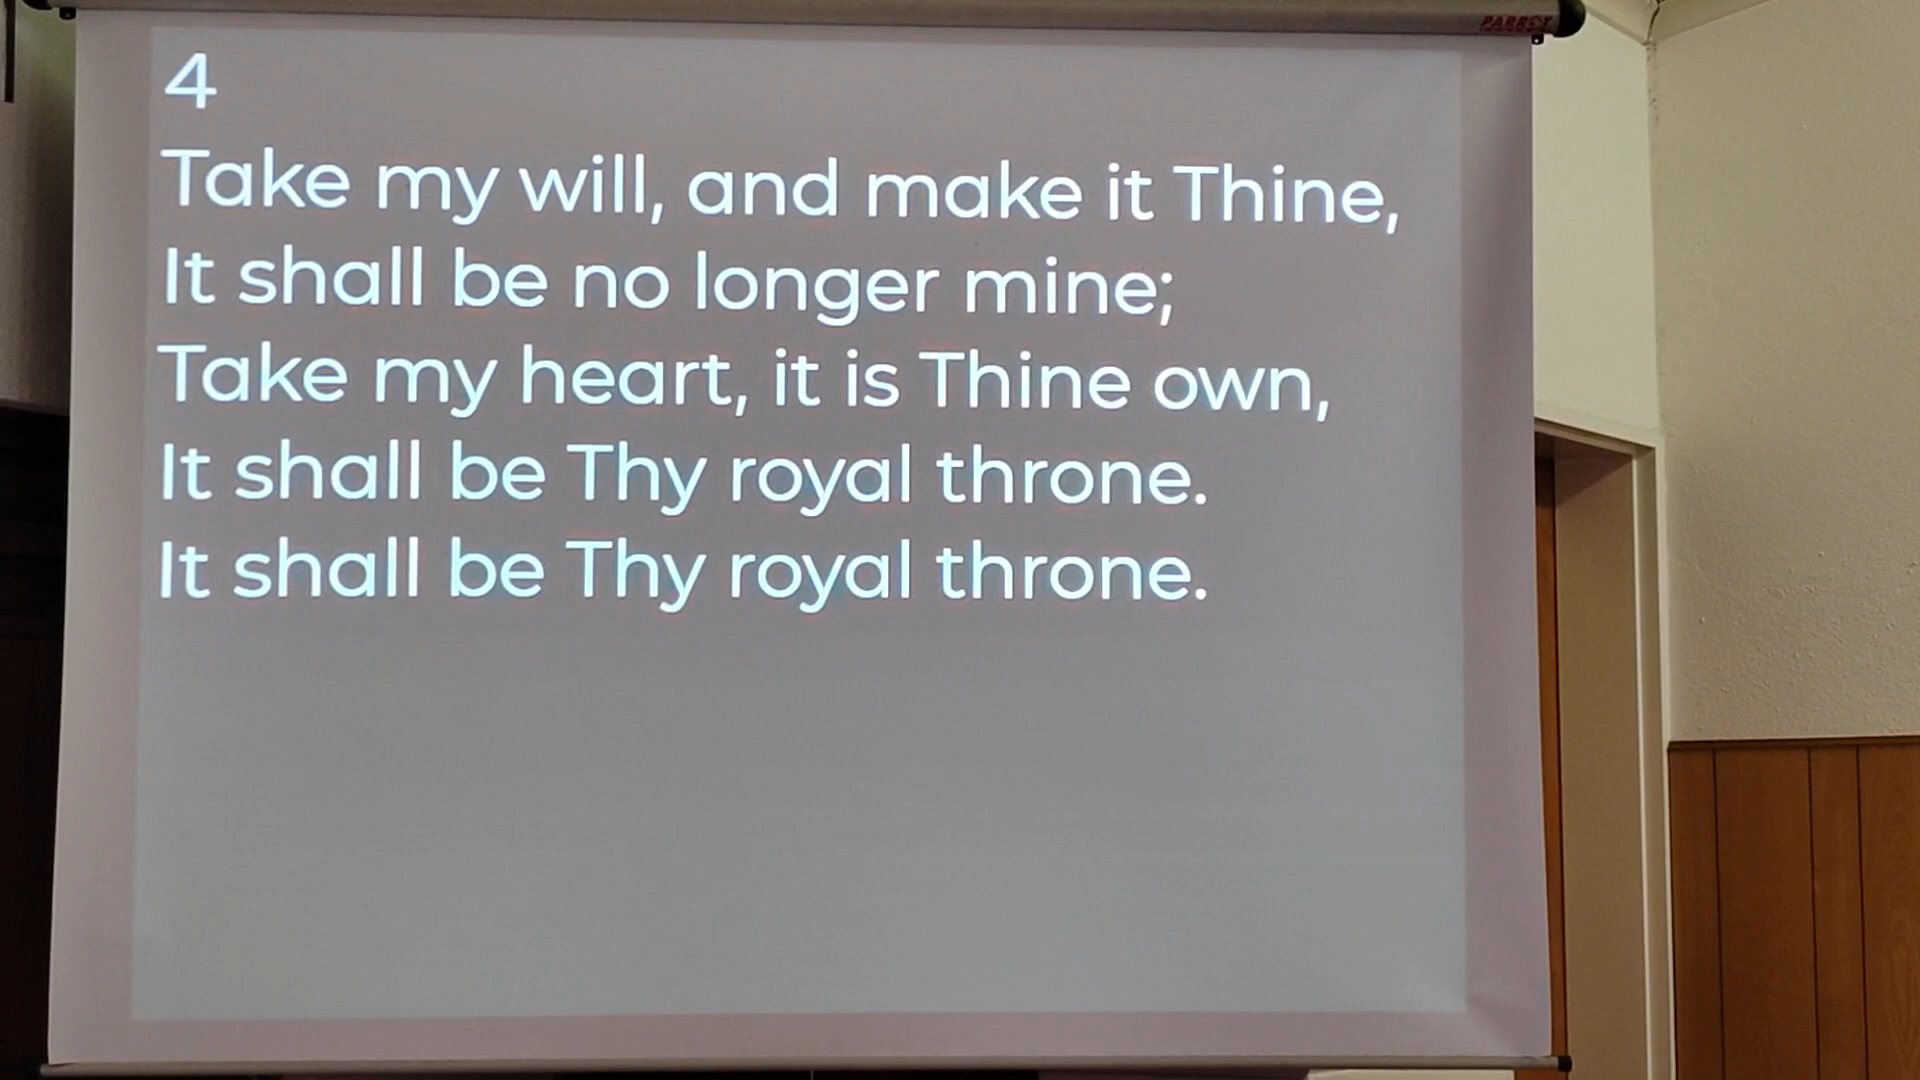 PARROT
4
Take my will, and make it Thine,
It shall be no longer mine;
Take my heart, it is Thine own,
It shall be Thy royal throne.
It shall be Thy royal throne.